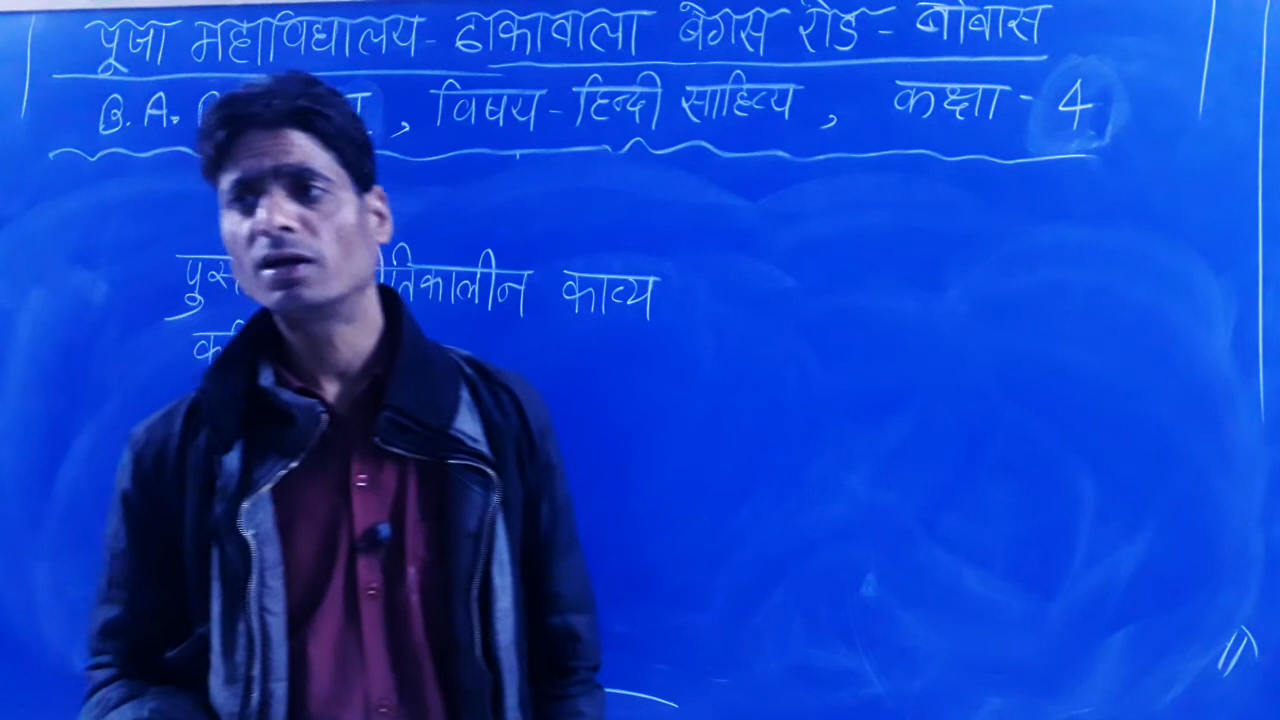 पूजा महाविद्यालय - ढाकावाला बेगस रोड - बोबास
B. A. , विषय - हिन्दी साहित्य , कक्षा - 4
काव्य